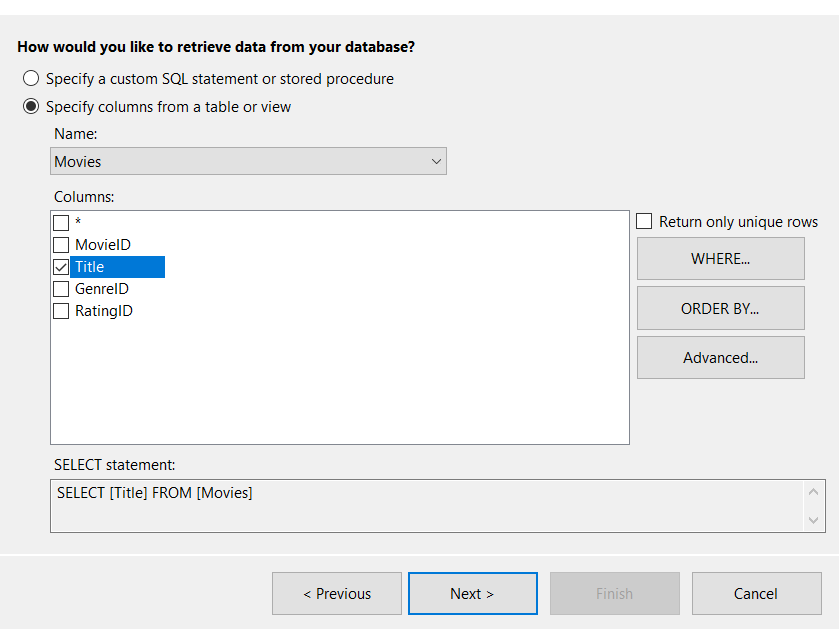 How would you like to retrieve data from your database?
Specify a custom SQL statement or stored procedure
Specify columns from a table or view
Name:
Movies
Columns:
*
Return only unique rows
MovieID
Title
WHERE...
GenreID
RatingID
ORDER BY...
Advanced...
SELECT statement:
SELECT [Title] FROM [Movies]
< Previous
Next >
Finish
Cancel